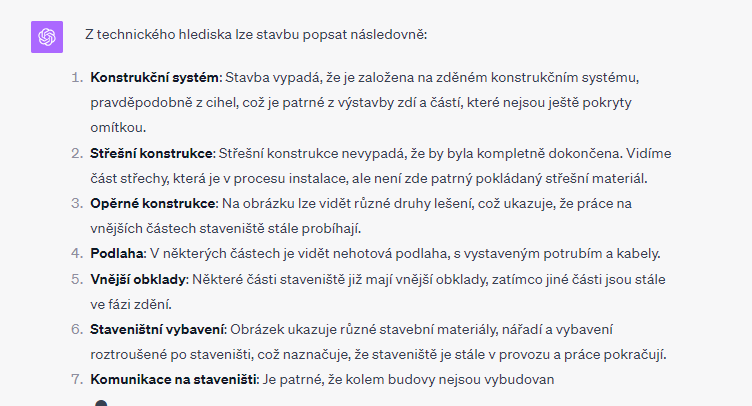 Z technického hlediska lze stavbu popsat následovně:
1. Konstrukční systém: Stavba vypadá, že je založena na zděném konstrukčním systému,
pravděpodobně z cihel, což je patrné z výstavby zdí a částí, které nejsou ještě pokryty
omítkou.
2. Střešní konstrukce: Střešní konstrukce nevypadá, že by byla kompletně dokončena. Vidíme
část střechy, která je v procesu instalace, ale není zde patrný pokládaný střešní materiál.
3. Opěrné konstrukce: Na obrázku lze vidět různé druhy lešení, což ukazuje, že práce na
vnějších částech staveniště stále probíhají.
4. Podlaha: V některých částech je vidět nehotová podlaha, s vystaveným potrubím a kabely.
5. Vnější obklady: Některé části staveniště již mají vnější obklady, zatímco jiné části jsou stále
ve fázi zdění.
6. Staveništní vybavení: Obrázek ukazuje různé stavební materiály, nářadí a vybavení
roztroušené po staveništi, což naznačuje, že staveniště je stále v provozu a práce pokračují.
7. Komunikace na staveništi: Je patrné, že kolem budovy nejsou vybudovan